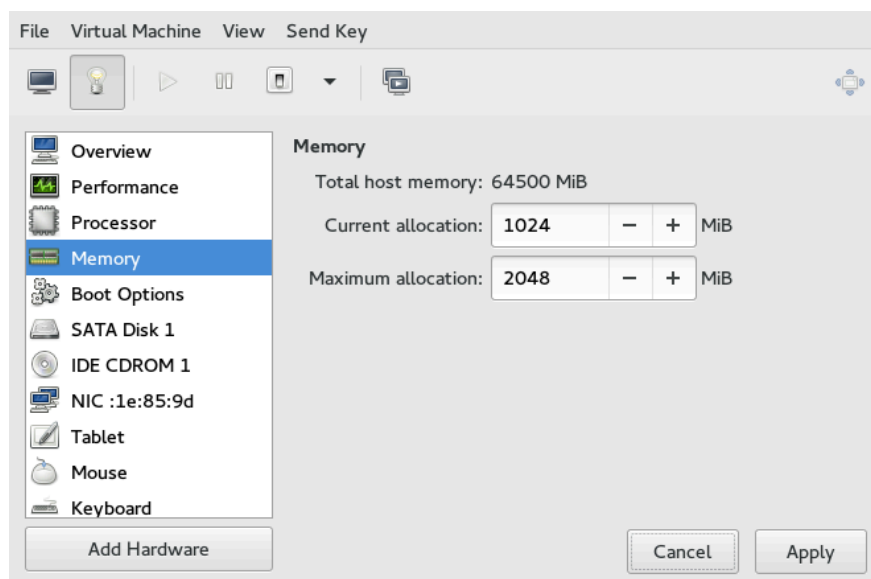 File Virtual Machine View Send Key
Overview
Performance
Processor
Memory
Boot Options
SATA Disk 1
IDE CDROM 1
NIC :1e:85:9d
Tablet
Mouse
Keyboard
Add Hardware
Memory
Total host memory: 64500 MiB
Current allocation: 1024 − + MiB
Maximum allocation: 2048 − + MiB
Cancel Apply